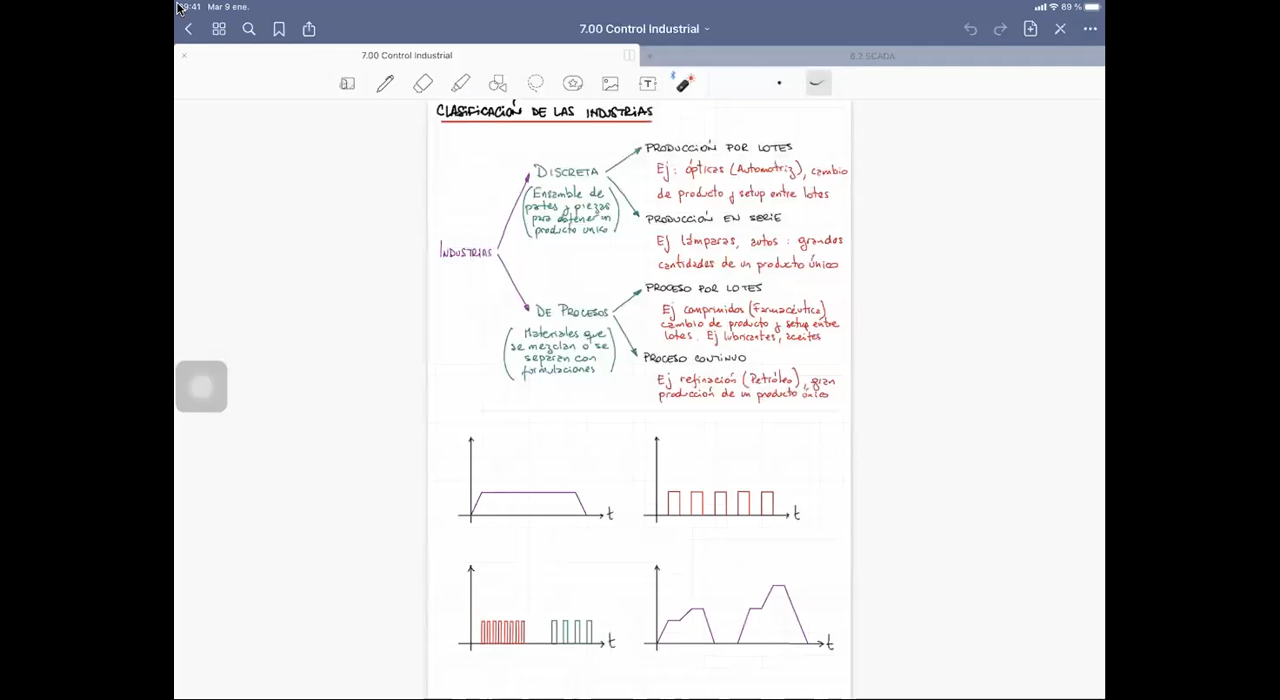 09:41 Mar 9 ene.
89 %
7.00 Control Industrial
7.00 Control Industrial
6.2 SCADA
CLASIFICACIÓN DE LAS INDUSTRIAS
INDUSTRIAS
DISCRETA
(Ensamble de
partes y piezas
para obtener un
producto único)
PRODUCCIÓN POR LOTES
Ej: ópticas (Automotriz), cambio
de producto y setup entre lotes
PRODUCCIÓN EN SERIE
Ej lámparas, autos : grandes
cantidades de un producto único
DE PROCESOS
(Materiales que
se mezclan o se
separan con
formulaciones)
PROCESO POR LOTES
Ej comprimidos (Farmacéutica)
cambio de producto y setup entre
lotes. Ej lubricantes, aceites
PROCESO CONTINUO
Ej refinación (Petróleo), gran
producción de un producto único
t
t
t
t